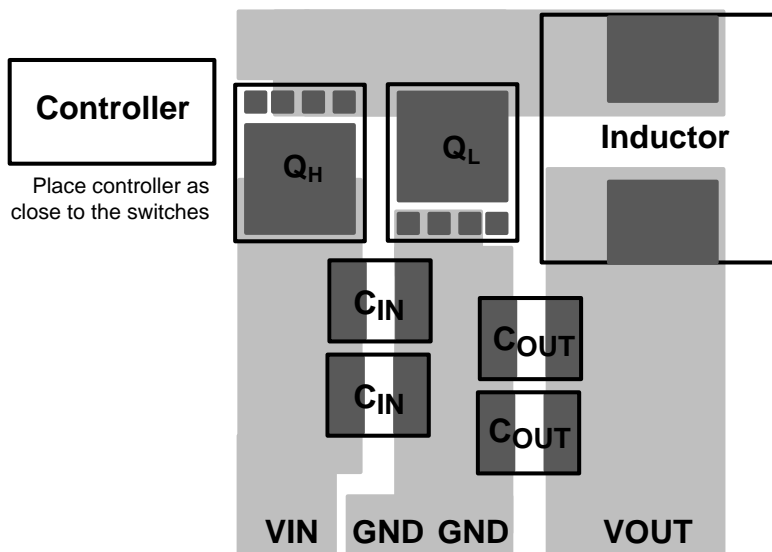 Controller
Inductor
QH
QL
Place controller as
close to the switches
CIN
COUT
CIN
COUT
VIN GND GND VOUT